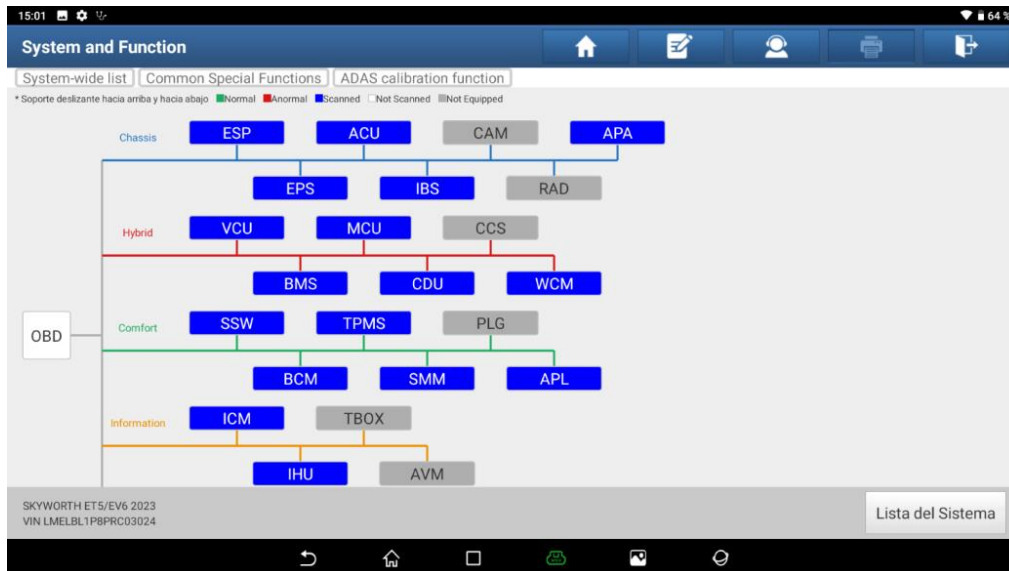 15:01 64 %
System and Function
System-wide list Common Special Functions ADAS calibration function
* Soporte deslizante hacia arriba y hacia abajo Normal Anormal Scanned Not Scanned Not Equipped
Chassis ESP ACU CAM APA
EPS IBS RAD
Hybrid VCU MCU CCS
BMS CDU WCM
OBD
Comfort SSW TPMS PLG
BCM SMM APL
Information ICM TBOX
IHU AVM
SKYWORTH ET5/EV6 2023
VIN LMELBL1P8PRC03024
Lista del Sistema